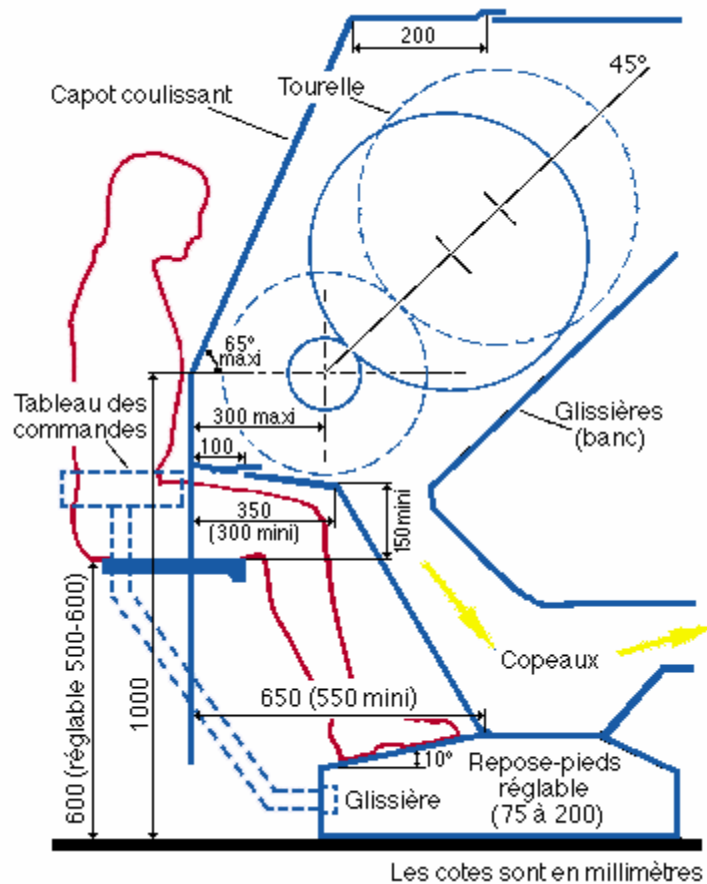 200
45°
Tourelle
Capot coulissant
65°
maxi
Tableau des
commandes
300 maxi
Glissières
(banc)
100
350
(300 mini)
150 mini
Copeaux
650 (550 mini)
1000
600 (réglable 500-600)
10°
Repose-pieds
réglable
(75 à 200)
Glissière
Les cotes sont en millimètres